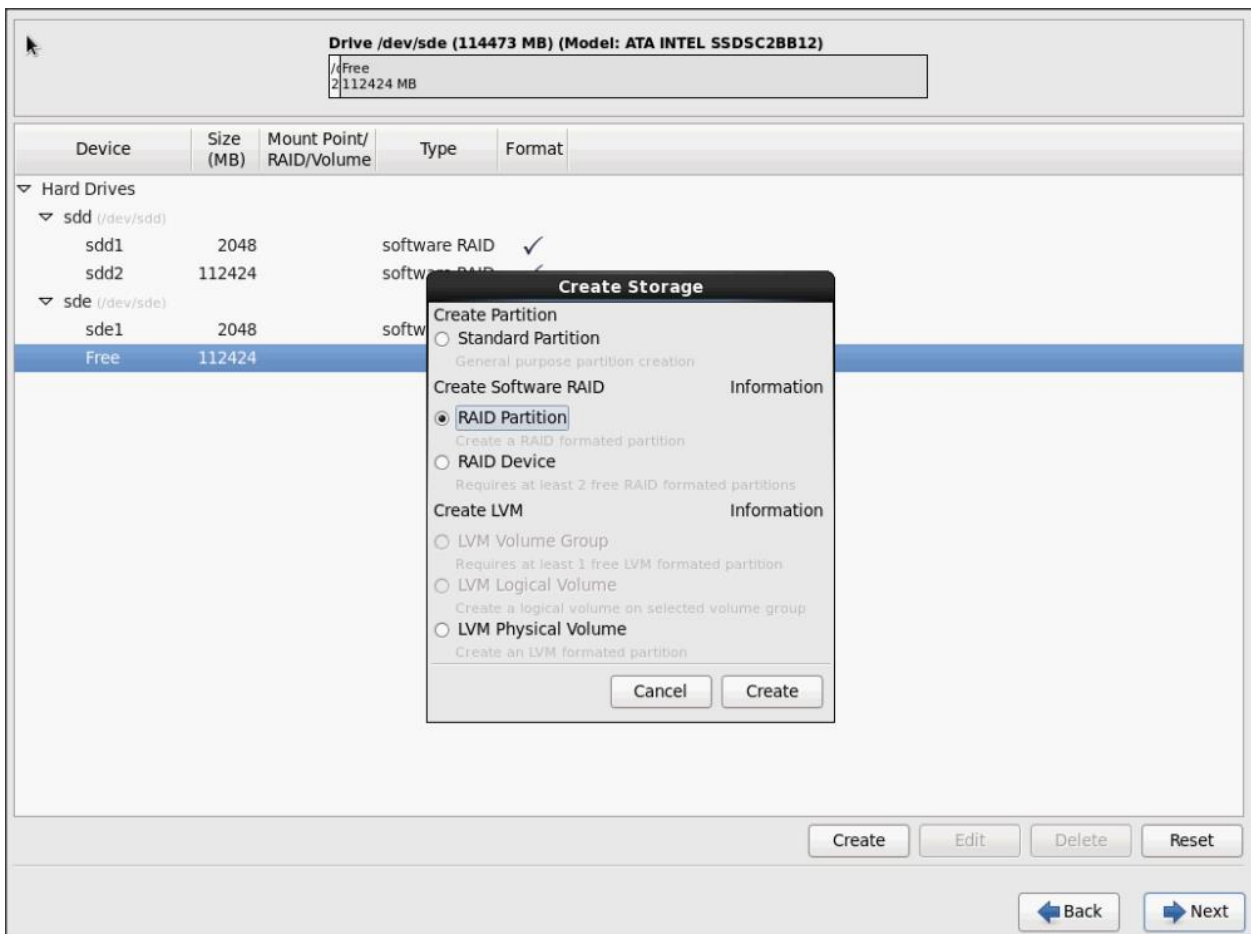 Drive /dev/sde (114473 MB) (Model: ATA INTEL SSDSC2BB12)
Free
2 112424 MB
Device Size (MB) Mount Point/ RAID/Volume Type Format
Hard Drives
sdd (/dev/sdd)
sdd1 2048 software RAID ✓
sdd2 112424
sde (/dev/sde)
sde1 2048
Free 112424
Create Storage
Create Partition
Standard Partition
General purpose partition creation
Create Software RAID Information
RAID Partition
Create a RAID formated partition
RAID Device
Requires at least 2 free RAID formated partitions
Create LVM Information
LVM Volume Group
Requires at least 1 free LVM formated partition
LVM Logical Volume
Create a logical volume on selected volume group
LVM Physical Volume
Create an LVM formated partition
Cancel Create
Create Edit Delete Reset
Back Next